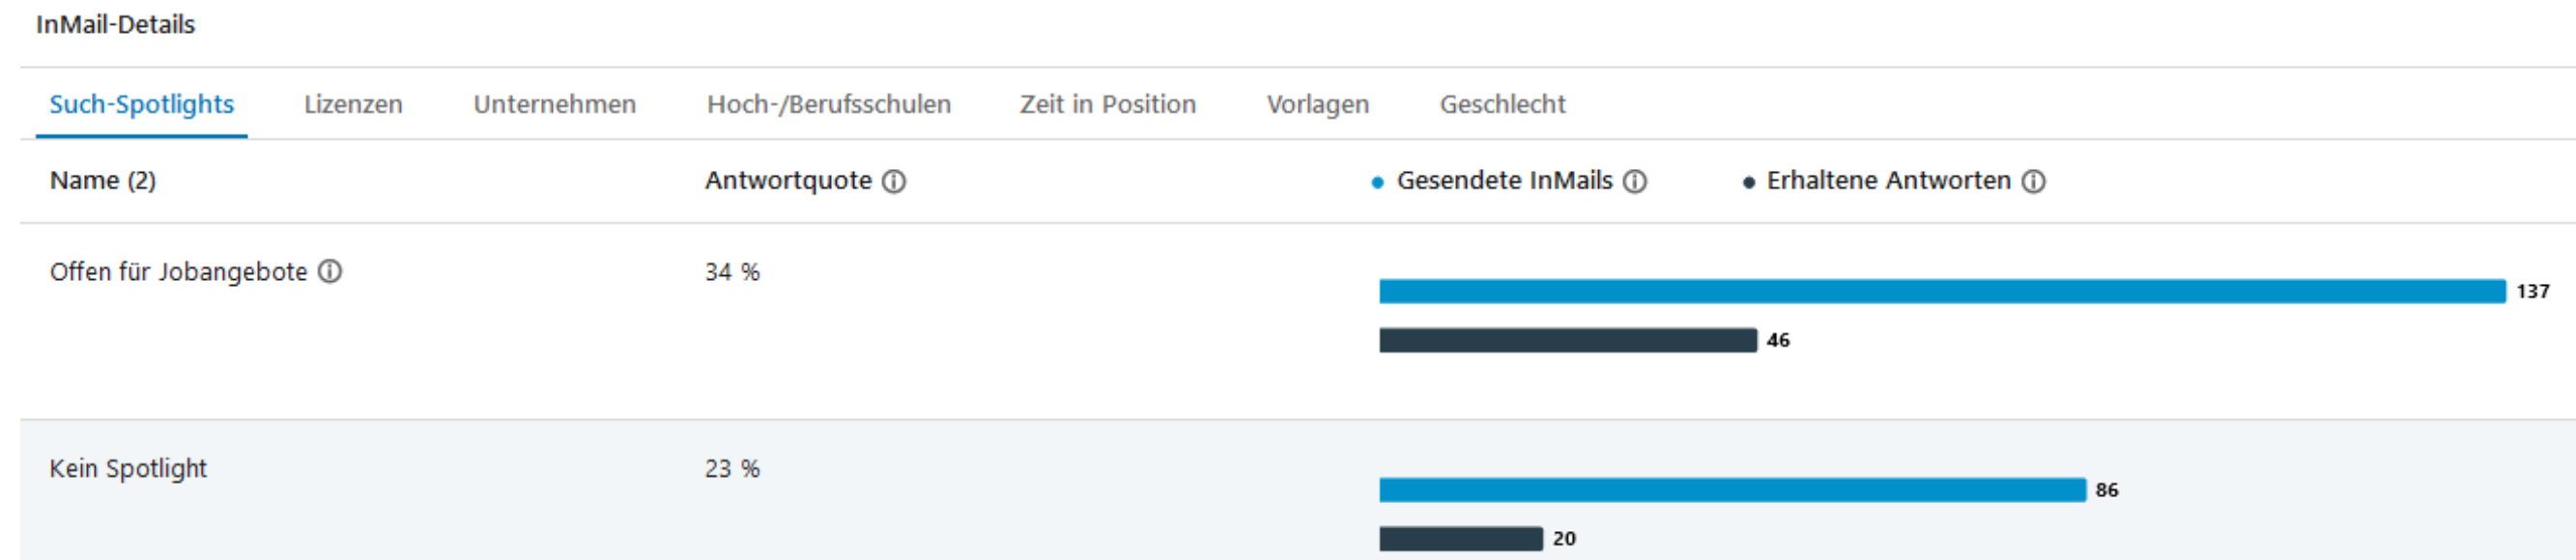 InMail-Details
Such-Spotlights Lizenzen Unternehmen Hoch-/Berufsschulen Zeit in Position Vorlagen Geschlecht
Name (2) Antwortquote Gesendete InMails Erhaltene Antworten
Offen für Jobangebote 34 %
137
46
Kein Spotlight 23 %
86
20